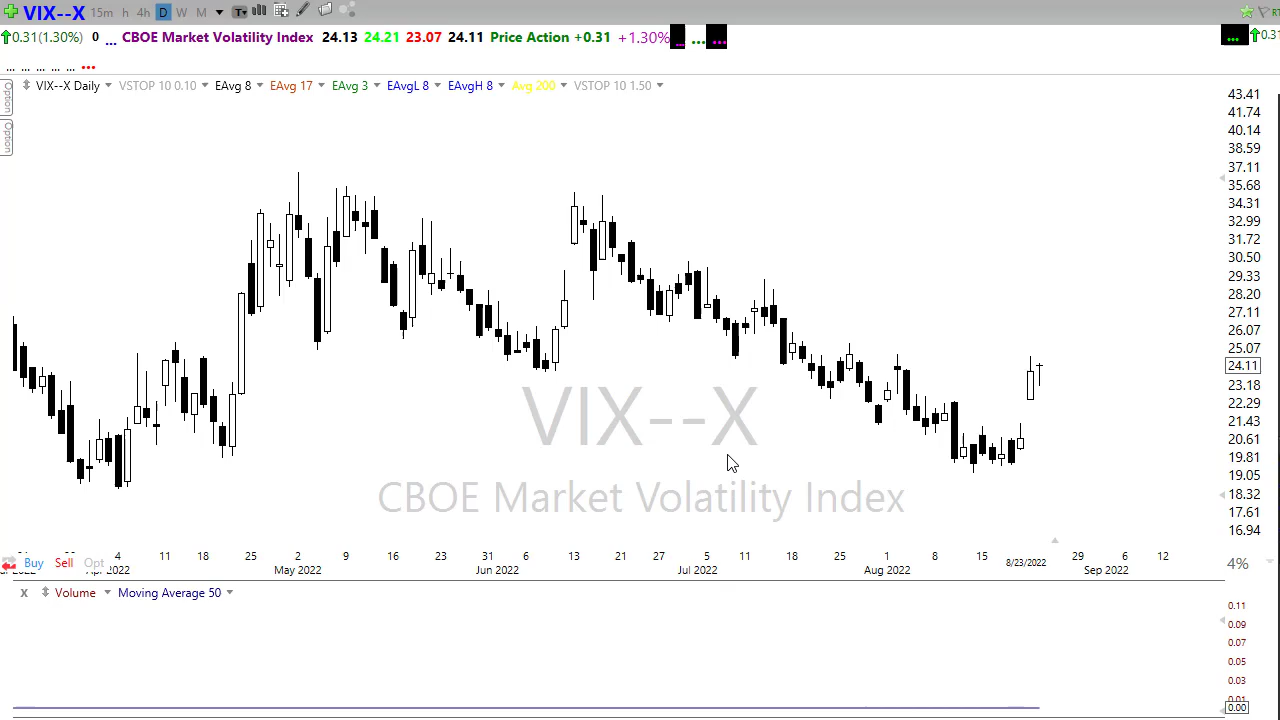 VIX--X 15m h 4h D W M T
0.31(1.30%) 0 ... CBOE Market Volatility Index 24.13 24.21 23.07 24.11 Price Action +0.31 +1.30% ... ... ... ... 0.31
... ... ... ... ... ...
Option
Option
VIX--X Daily VSTOP 10 0.10 EAvg 8 EAvg 17 EAvg 3 EAvgL 8 EAvgH 8 Avg 200 VSTOP 10 1.50
43.41
41.74
40.14
38.59
37.11
35.68
34.31
32.99
31.72
30.50
29.33
28.20
27.11
26.07
25.07
24.11
23.18
22.29
21.43
20.61
19.81
19.05
18.32
17.61
16.94
VIX--X
CBOE Market Volatility Index
4 11 18 25 2 9 16 23 31 6 13 21 27 5 11 18 25 1 8 15 29 6 12
Buy Sell Opt 4%
2022 May 2022 Jun 2022 Jul 2022 Aug 2022 8/23/2022 Sep 2022
X Volume Moving Average 50
0.11
0.09
0.07
0.05
0.03
0.01
0.00